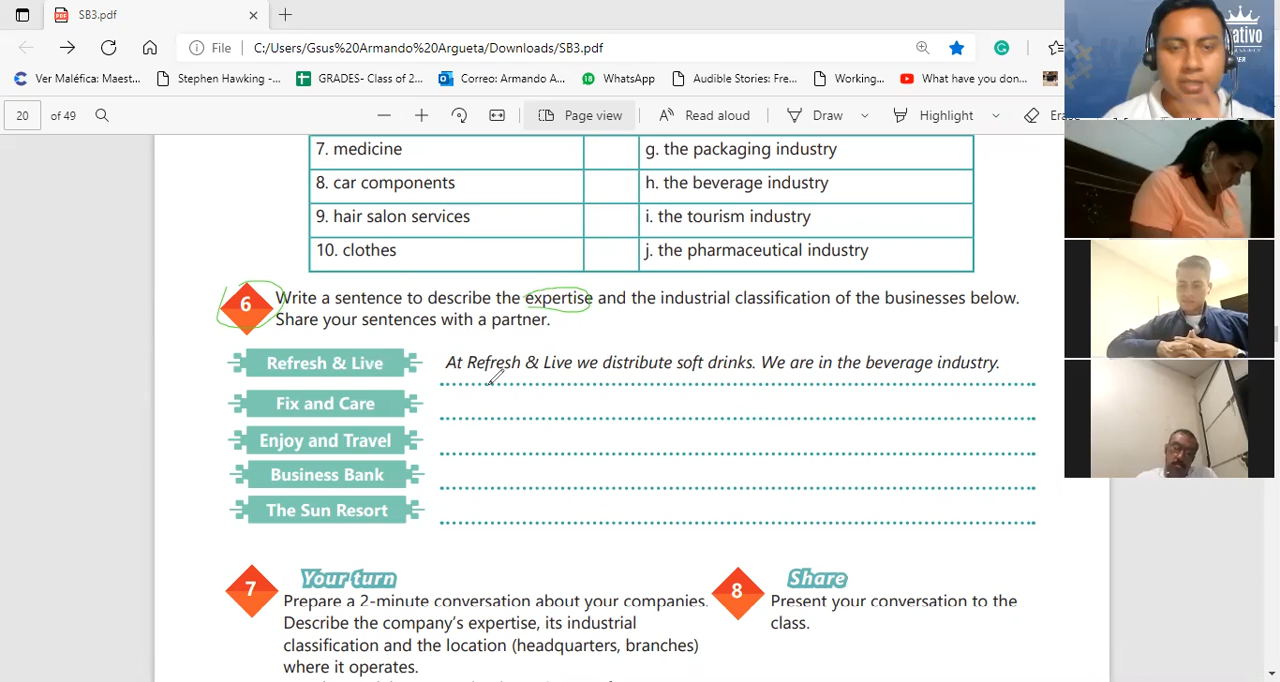 SB3.pdf
File C:/Users/Gsus%20Armando%20Argueta/Downloads/SB3.pdf
Ver Maléfica: Maest... Stephen Hawking -... GRADES- Class of 2... Correo: Armando A... WhatsApp Audible Stories: Fre... Working... What have you don...
20 of 49 Page view Read aloud Draw Highlight Erase
ativo
7. medicine g. the packaging industry
8. car components h. the beverage industry
9. hair salon services i. the tourism industry
10. clothes j. the pharmaceutical industry
6 Write a sentence to describe the expertise and the industrial classification of the businesses below.
Share your sentences with a partner.
Refresh & Live At Refresh & Live we distribute soft drinks. We are in the beverage industry.
Fix and Care
Enjoy and Travel
Business Bank
The Sun Resort
7 Your turn
Prepare a 2-minute conversation about your companies.
Describe the company's expertise, its industrial
classification and the location (headquarters, branches)
where it operates.
8 Share
Present your conversation to the
class.